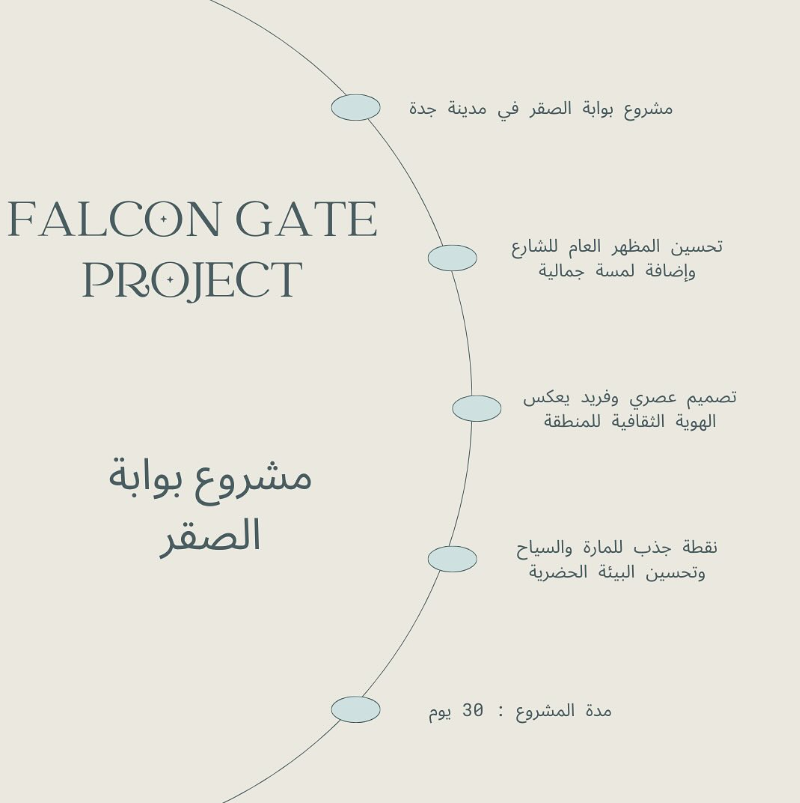 FALCON GATE
PROJECT
مشروع بوابة
الصقر
مشروع بوابة الصقر في مدينة جدة
تحسين المظهر العام للشارع
وإضافة لمسة جمالية
تصميم عصري وفريد يعكس
الهوية الثقافية للمنطقة
نقطة جذب للمارة والسياح
وتحسين البيئة الحضرية
مدة المشروع : 30 يوم